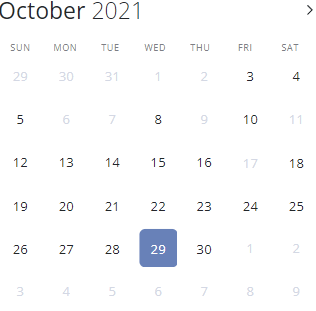 October 2021
SUN MON TUE WED THU FRI SAT
29 30 31 1 2 3 4
5 6 7 8 9 10 11
12 13 14 15 16 17 18
19 20 21 22 23 24 25
26 27 28 29 30 1 2
3 4 5 6 7 8 9